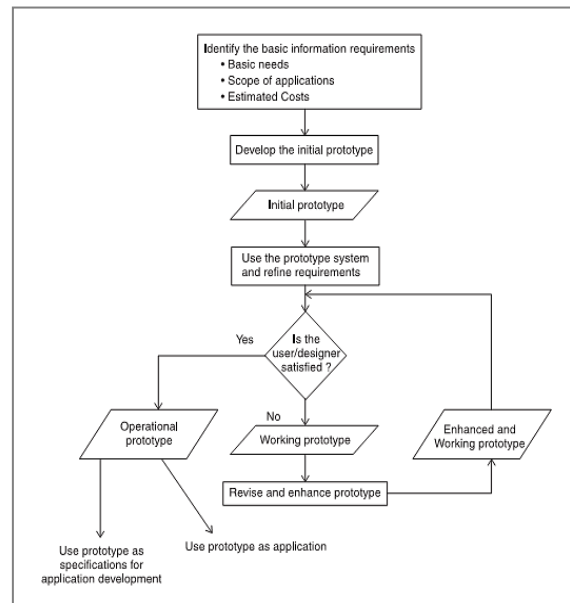 Identify the basic information requirements
• Basic needs
• Scope of applications
• Estimated Costs
Develop the initial prototype
Initial prototype
Use the prototype system
and refine requirements
Yes
Is the
user/designer
satisfied ?
No
Operational
prototype
Working prototype
Enhanced and
Working prototype
Revise and enhance prototype
Use prototype as
specifications for
application development
Use prototype as application